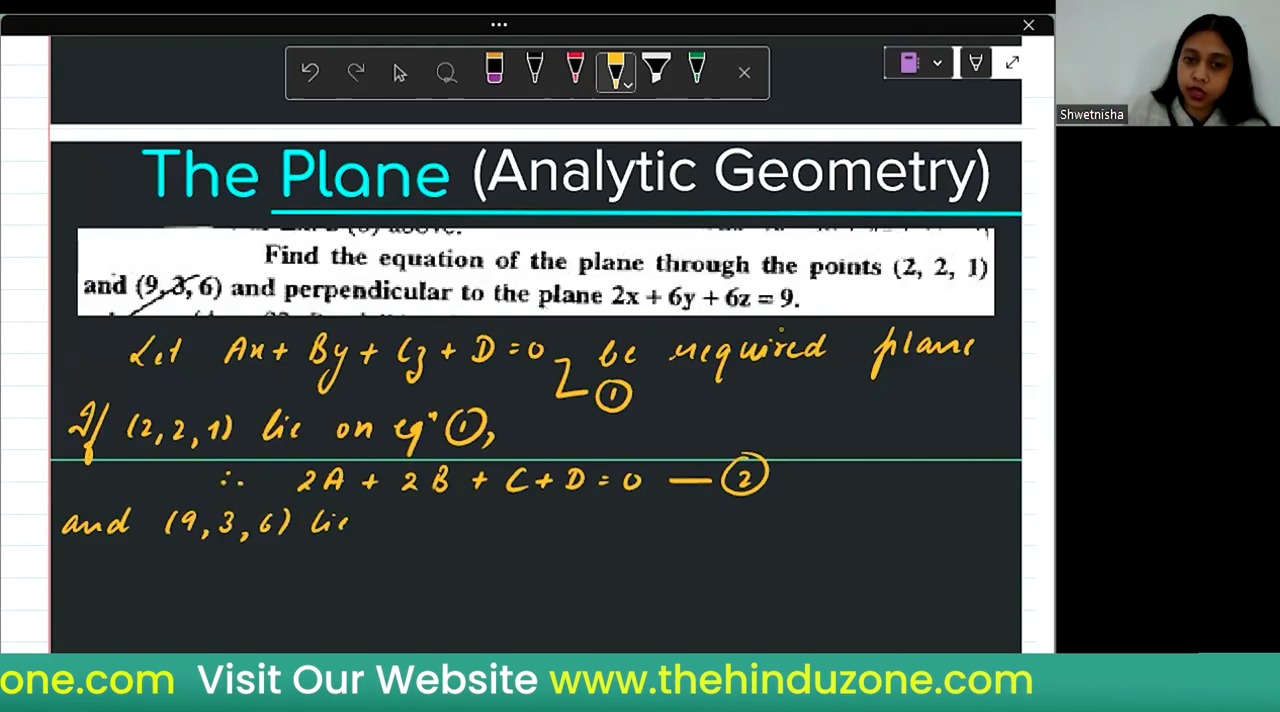 Shwetnisha
The Plane (Analytic Geometry)
Find the equation of the plane through the points (2, 2, 1)
and (9, 3, 6) and perpendicular to the plane 2x + 6y + 6z = 9.
Let Ax + By + Cz + D = 0 be required plane
①
If (2, 2, 1) lie on eqn ①,
∴ 2A + 2B + C + D = 0 — ②
and (9, 3, 6) lie
one.com Visit Our Website www.thehinduzone.com